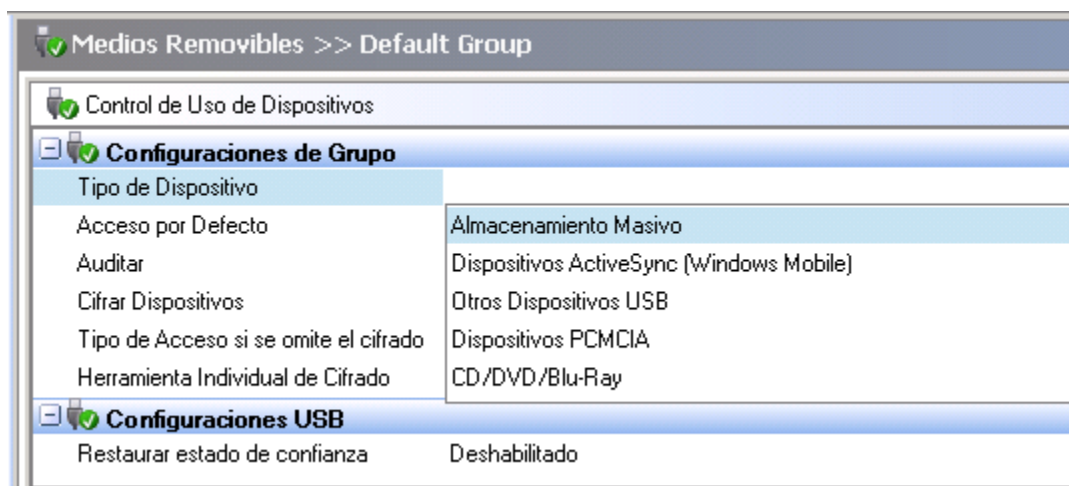 Medios Removibles >> Default Group
Control de Uso de Dispositivos
Configuraciones de Grupo
Tipo de Dispositivo
Acceso por Defecto Almacenamiento Masivo
Auditar Dispositivos ActiveSync (Windows Mobile)
Cifrar Dispositivos Otros Dispositivos USB
Tipo de Acceso si se omite el cifrado Dispositivos PCMCIA
Herramienta Individual de Cifrado CD/DVD/Blu-Ray
Configuraciones USB
Restaurar estado de confianza Deshabilitado